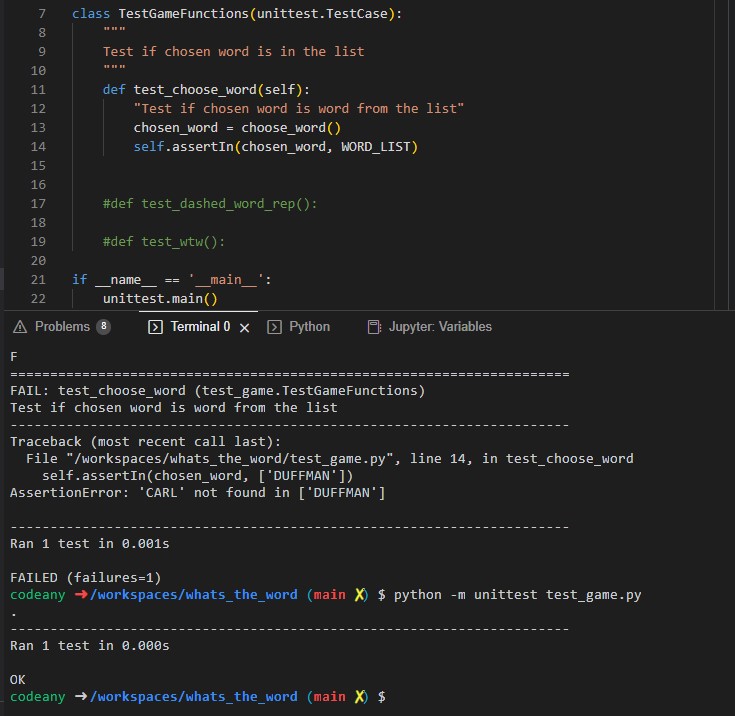 7 class TestGameFunctions(unittest.TestCase):
8 """
9 Test if chosen word is in the list
10 """
11 def test_choose_word(self):
12 "Test if chosen word is word from the list"
13 chosen_word = choose_word()
14 self.assertIn(chosen_word, WORD_LIST)
15
16
17 #def test_dashed_word_rep():
18
19 #def test_wtw():
20
21 if __name__ == '__main__':
22 unittest.main()
Problems 8 Terminal 0 Python Jupyter: Variables
F
======================================================================
FAIL: test_choose_word (test_game.TestGameFunctions)
Test if chosen word is word from the list
----------------------------------------------------------------------
Traceback (most recent call last):
File "/workspaces/whats_the_word/test_game.py", line 14, in test_choose_word
self.assertIn(chosen_word, ['DUFFMAN'])
AssertionError: 'CARL' not found in ['DUFFMAN']
----------------------------------------------------------------------
Ran 1 test in 0.001s
FAILED (failures=1)
codeany ➜/workspaces/whats_the_word (main ✗) $ python -m unittest test_game.py
.
----------------------------------------------------------------------
Ran 1 test in 0.000s
OK
codeany ➜/workspaces/whats_the_word (main ✗) $